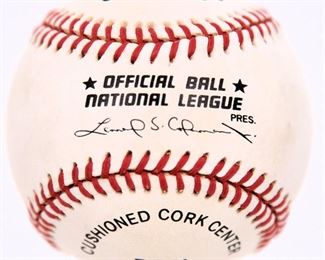 ★ OFFICIAL BALL ★
NATIONAL LEAGUE
PRES.
CUSHIONED CORK CENTER